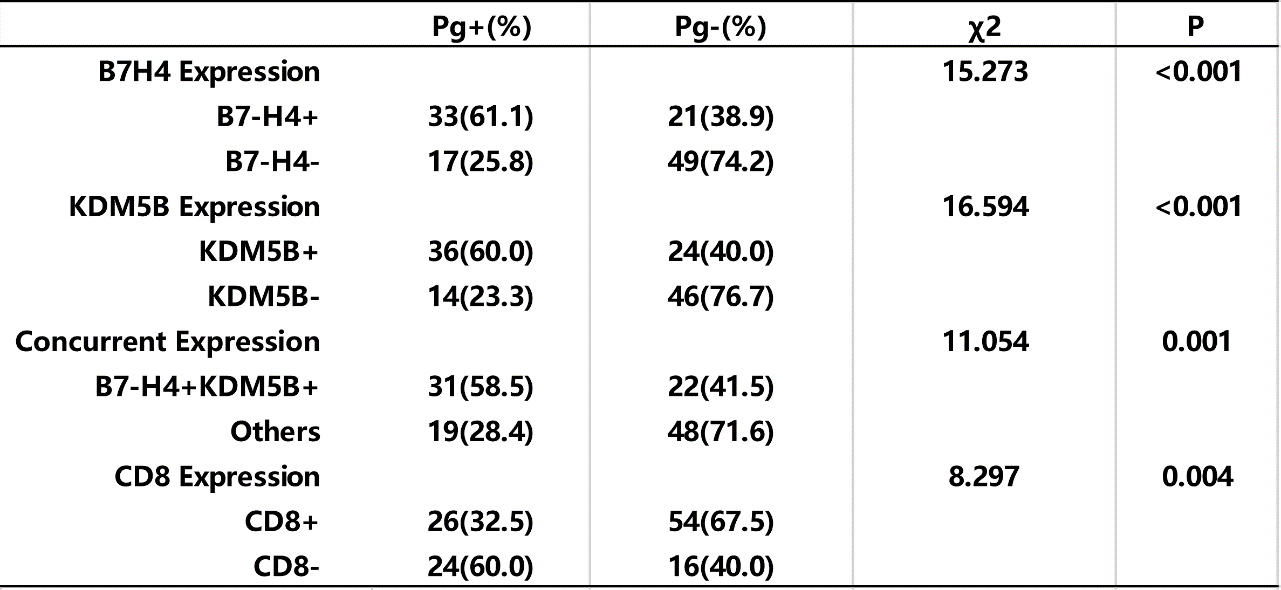 Pg+(%) Pg-(%) χ2 P
B7H4 Expression 15.273 <0.001
B7-H4+ 33(61.1) 21(38.9)
B7-H4- 17(25.8) 49(74.2)
KDM5B Expression 16.594 <0.001
KDM5B+ 36(60.0) 24(40.0)
KDM5B- 14(23.3) 46(76.7)
Concurrent Expression 11.054 0.001
B7-H4+KDM5B+ 31(58.5) 22(41.5)
Others 19(28.4) 48(71.6)
CD8 Expression 8.297 0.004
CD8+ 26(32.5) 54(67.5)
CD8- 24(60.0) 16(40.0)